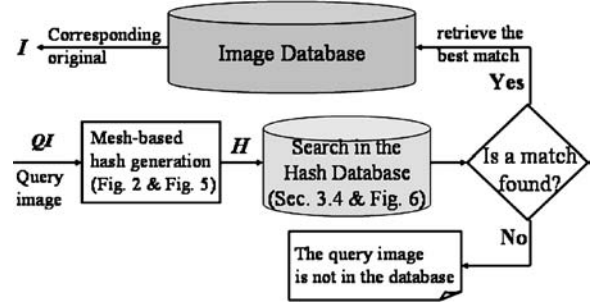 I
Corresponding
original
Image Database
retrieve the
best match
Yes
QI
Query
image
Mesh-based
hash generation
(Fig. 2 & Fig. 5)
H
Search in the
Hash Database
(Sec. 3.4 & Fig. 6)
Is a match
found?
No
The query image
is not in the database